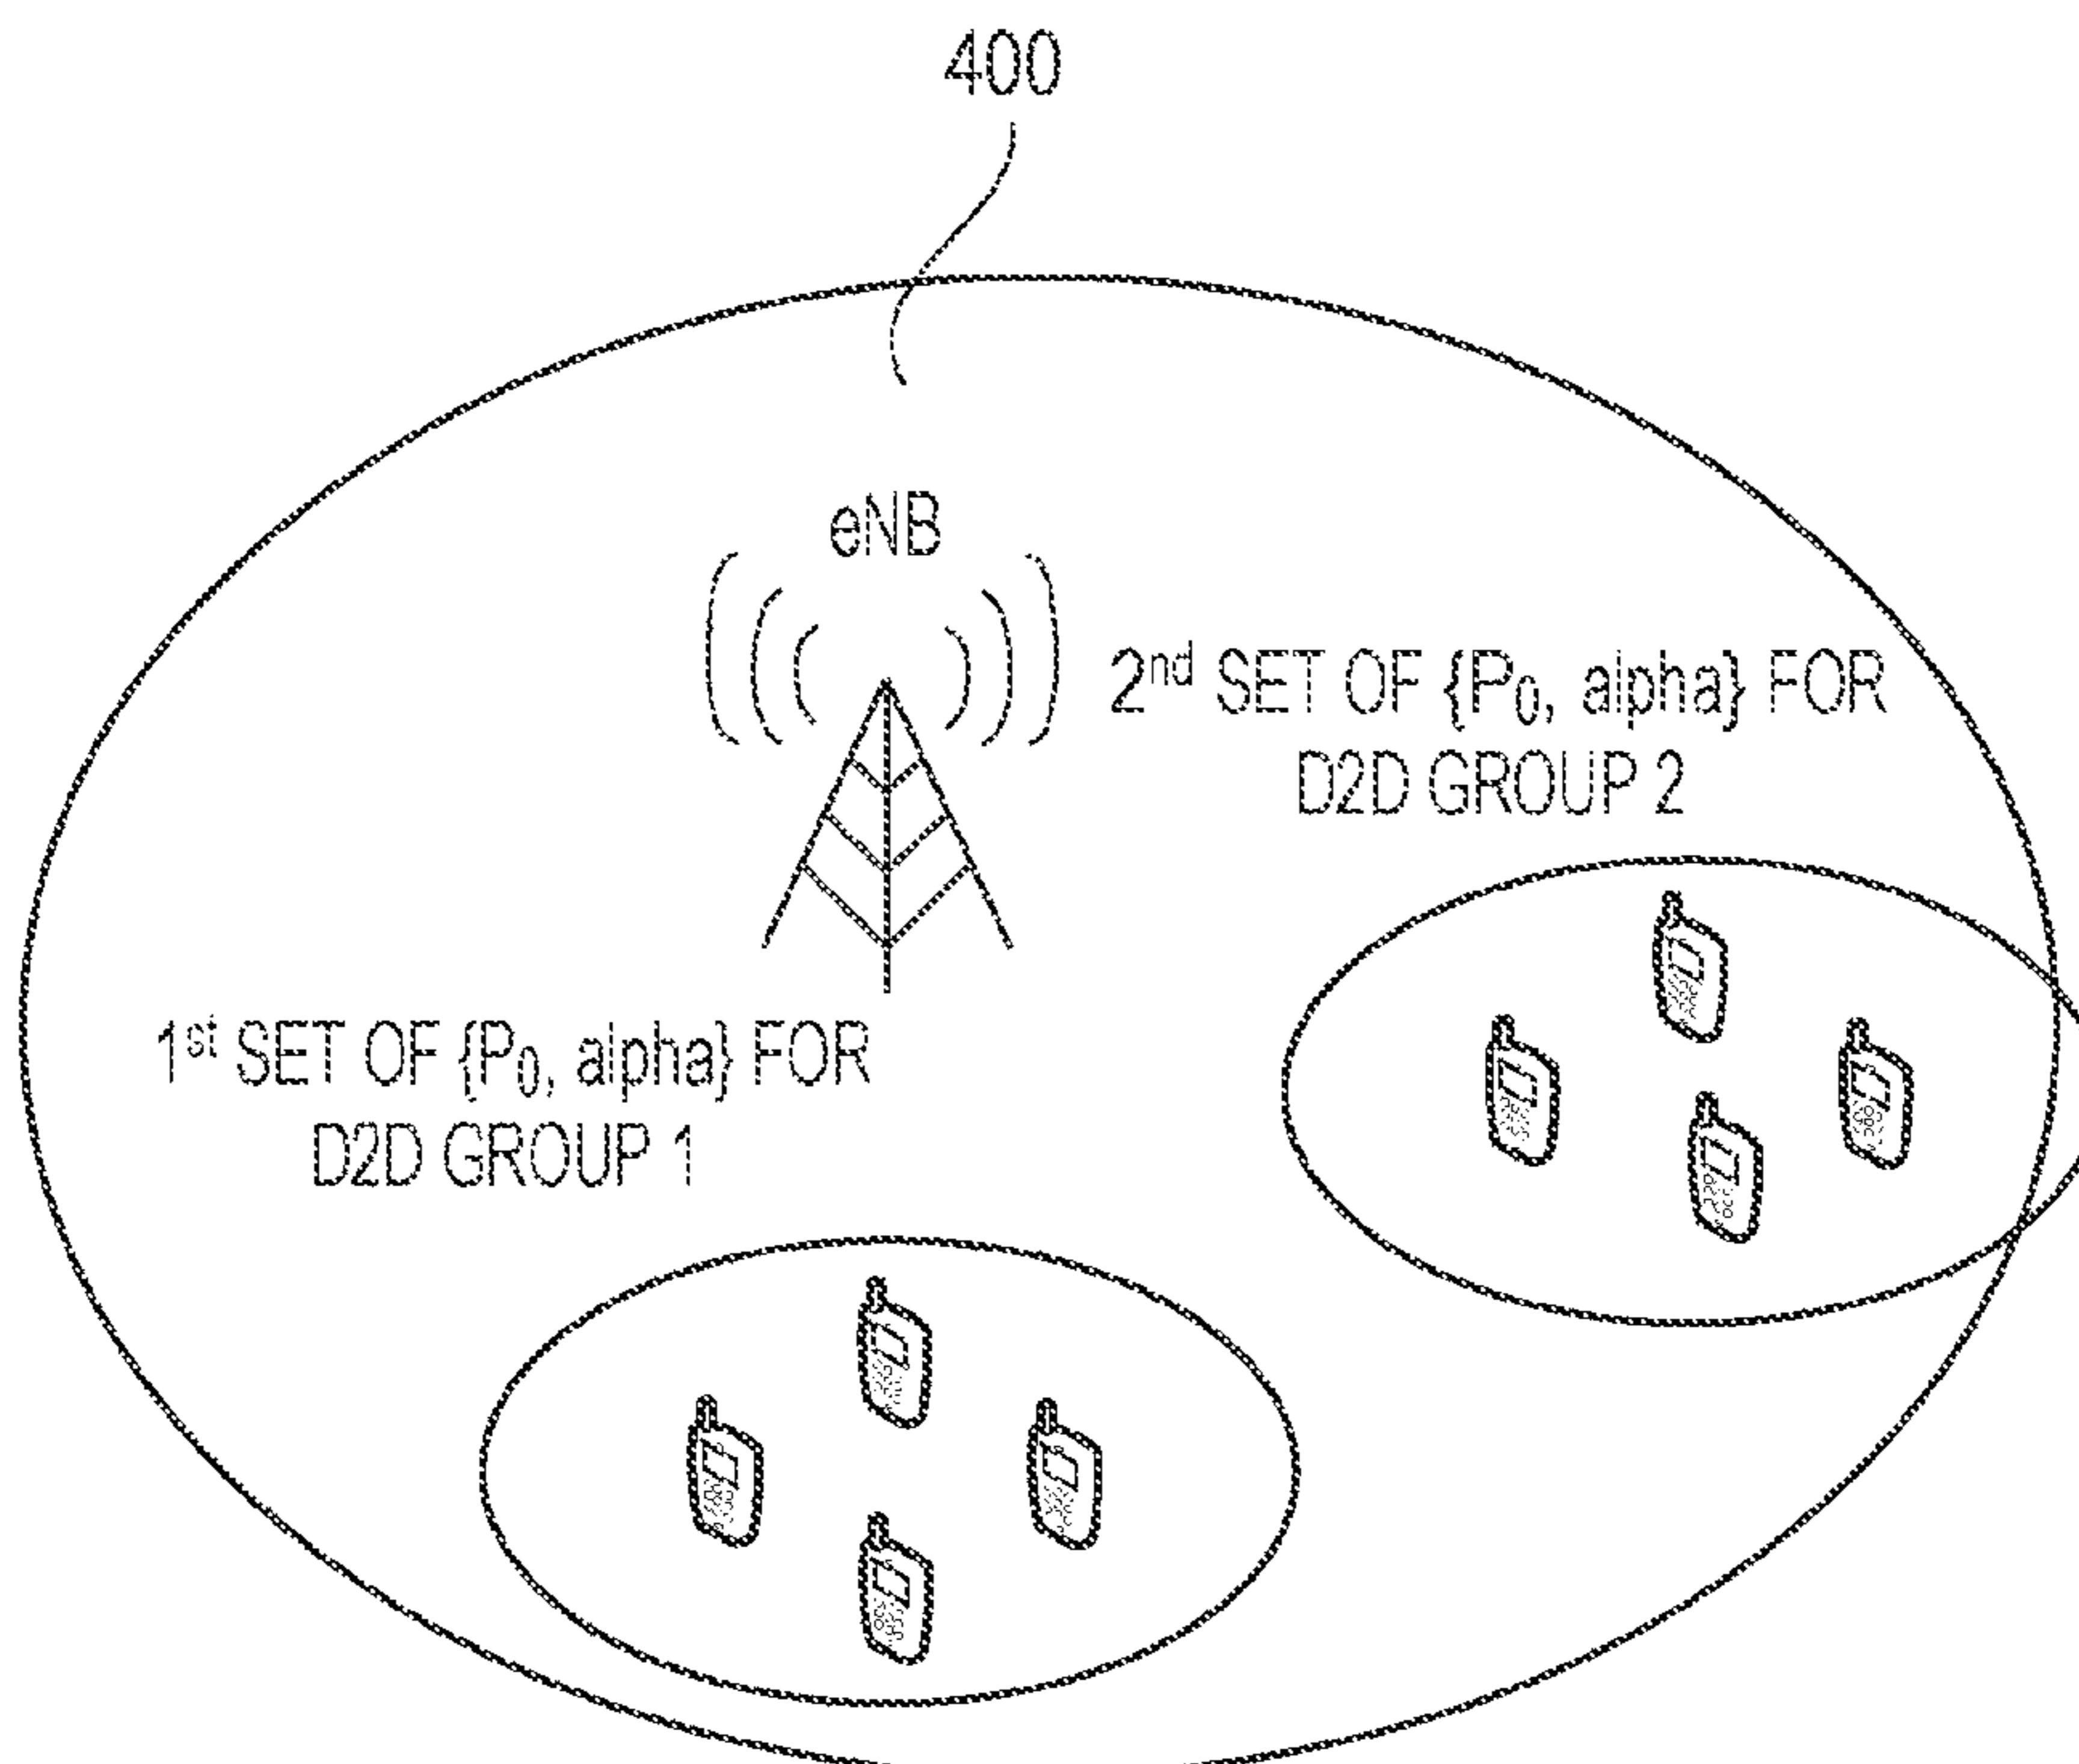 400
eNB
2nd SET OF {P0, alpha} FOR
D2D GROUP 2
1st SET OF {P0, alpha} FOR
D2D GROUP 1